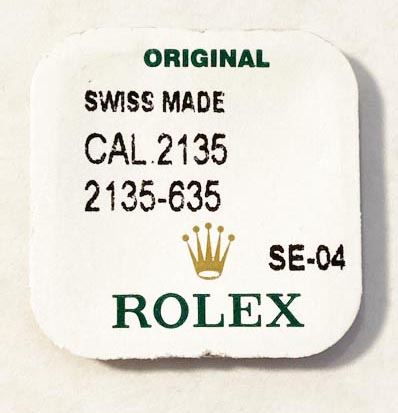 ORIGINAL
SWISS MADE
CAL.2135
2135-635
SE-04
ROLEX